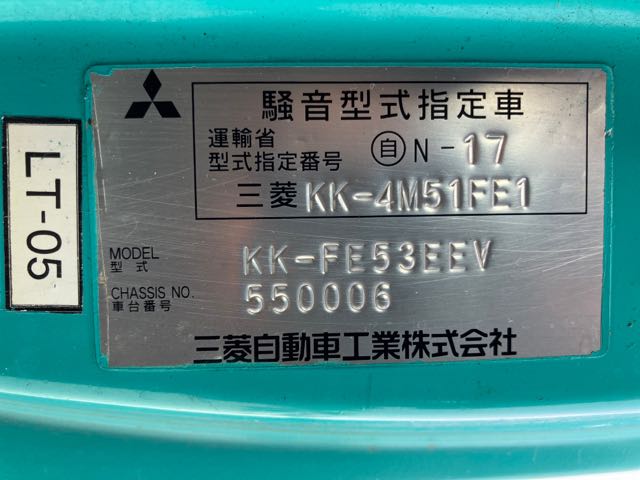 騒音型式指定車
運輸省
型式指定番号 自 N-17
三菱 KK-4M51FE1
MODEL
型式 KK-FE53EEV
CHASSIS NO.
車台番号 550006
三菱自動車工業株式会社
LT-05